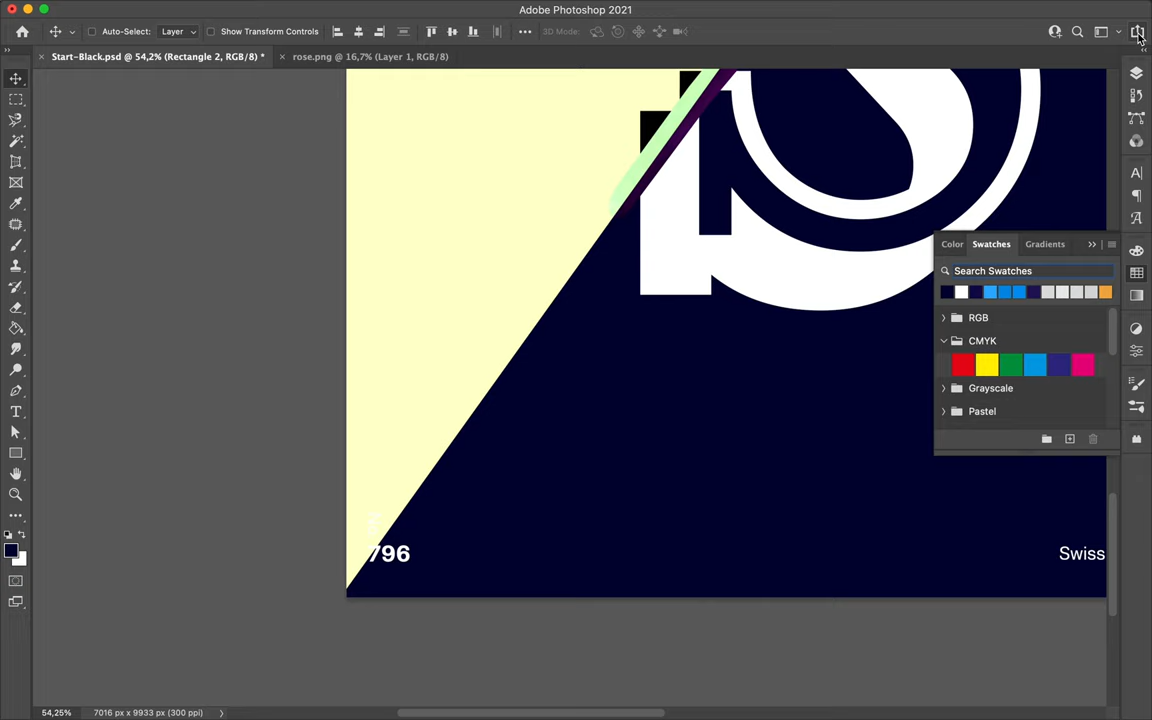 Adobe Photoshop 2021
Auto-Select: Layer Show Transform Controls 3D Mode:
Start-Black.psd @ 54,2% (Rectangle 2, RGB/8) * rose.png @ 16,7% (Layer 1, RGB/8)
Color Swatches Gradients
Search Swatches
RGB
CMYK
Grayscale
Pastel
796
Swiss
54,25% 7016 px x 9933 px (300 ppi)